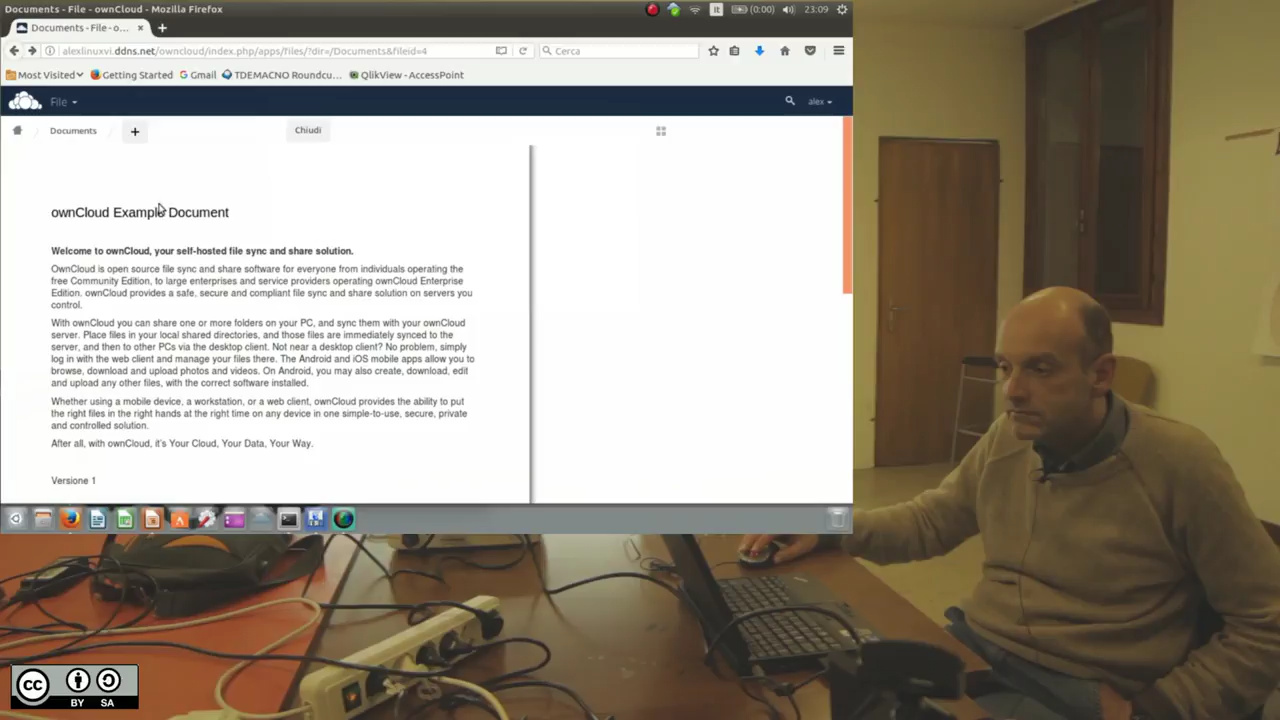 Documents - File - ownCloud - Mozilla Firefox
It
(0:00)
23:09
Documents - File - o...
alexlinuxvi.ddns.net/owncloud/index.php/apps/files/?dir=/Documents&fileid=4
Cerca
Most Visited
Getting Started
Gmail
TDEMACNO Roundcu...
QlikView - AccessPoint
File
alex
Documents
+
Chiudi
ownCloud Example Document
Welcome to ownCloud, your self-hosted file sync and share solution.
OwnCloud is open source file sync and share software for everyone from individuals operating the
free Community Edition, to large enterprises and service providers operating ownCloud Enterprise
Edition. ownCloud provides a safe, secure and compliant file sync and share solution on servers you
control.
With ownCloud you can share one or more folders on your PC, and sync them with your ownCloud
server. Place files in your local shared directories, and those files are immediately synced to the
server, and then to other PCs via the desktop client. Not near a desktop client? No problem, simply
log in with the web client and manage your files there. The Android and iOS mobile apps allow you to
browse, download and upload photos and videos. On Android, you may also create, download, edit
and upload any other files, with the correct software installed.
Whether using a mobile device, a workstation, or a web client, ownCloud provides the ability to put
the right files in the right hands at the right time on any device in one simple-to-use, secure, private
and controlled solution.
After all, with ownCloud, it's Your Cloud, Your Data, Your Way.
Versione 1
CC
BY SA